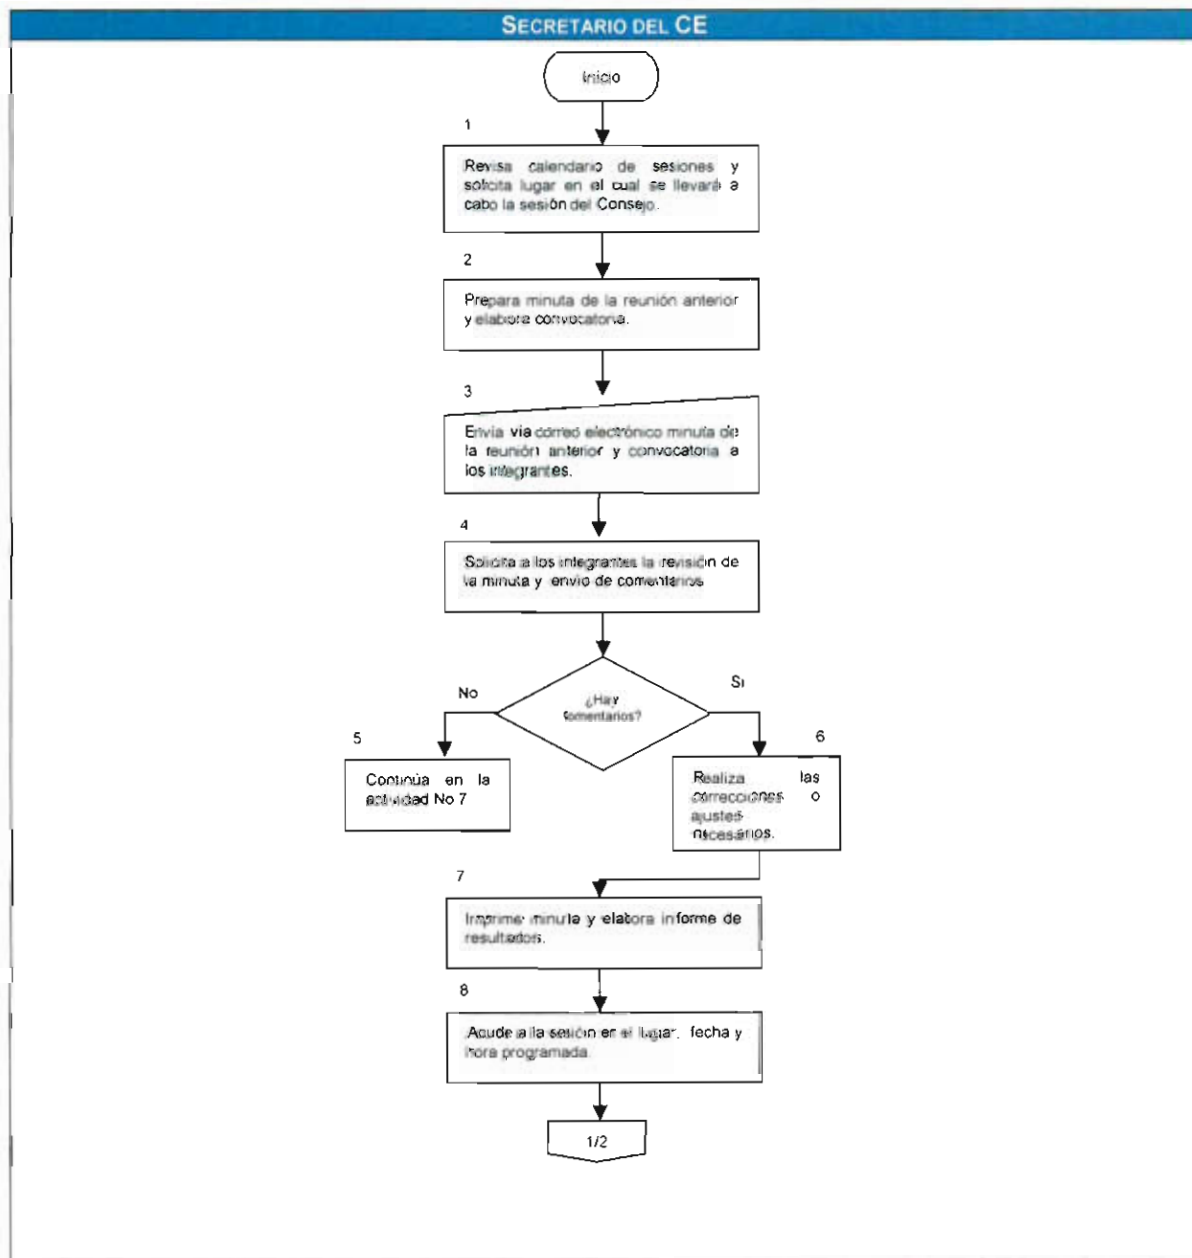 SECRETARIO DEL CE
Inicio
1
Revisa calendario de sesiones y
solicita lugar en el cual se llevará a
cabo la sesión del Consejo.
2
Prepara minuta de la reunión anterior
y elabora convocatoria.
3
Envía vía correo electrónico minuta de
la reunión anterior y convocatoria a
los integrantes.
4
Solicita a los integrantes la revisión de
la minuta y envío de comentarios
¿Hay
comentarios?
No
Si
5
Continúa en la
actividad No 7
6
Realiza las
correcciones o
ajustes
necesarios.
7
Imprime minuta y elabora informe de
resultados.
8
Acude a la sesión en el lugar, fecha y
hora programada.
1/2